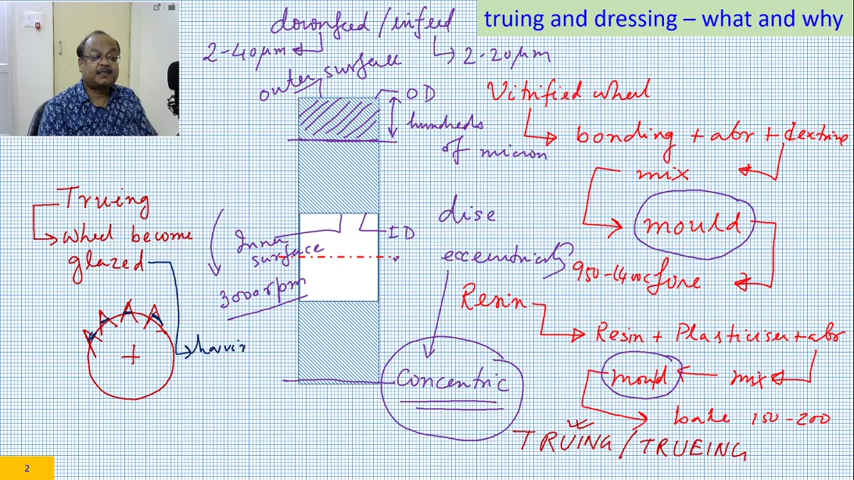 truing and dressing – what and why
downfeed / infeed
2-40µm
2-20µm
outer surface
OD
hundreds
of micron
Inner
surface
ID
3000 rpm
disc
eccentricity
Concentric
Vitrified wheel
bonding + abr + dextrine
mix
mould
950-1400c fire
Resin
Resin + Plasticiser + abr
mix
mould
bake 150-200
TRUING / TRUEING
Truing
wheel become
glazed
2